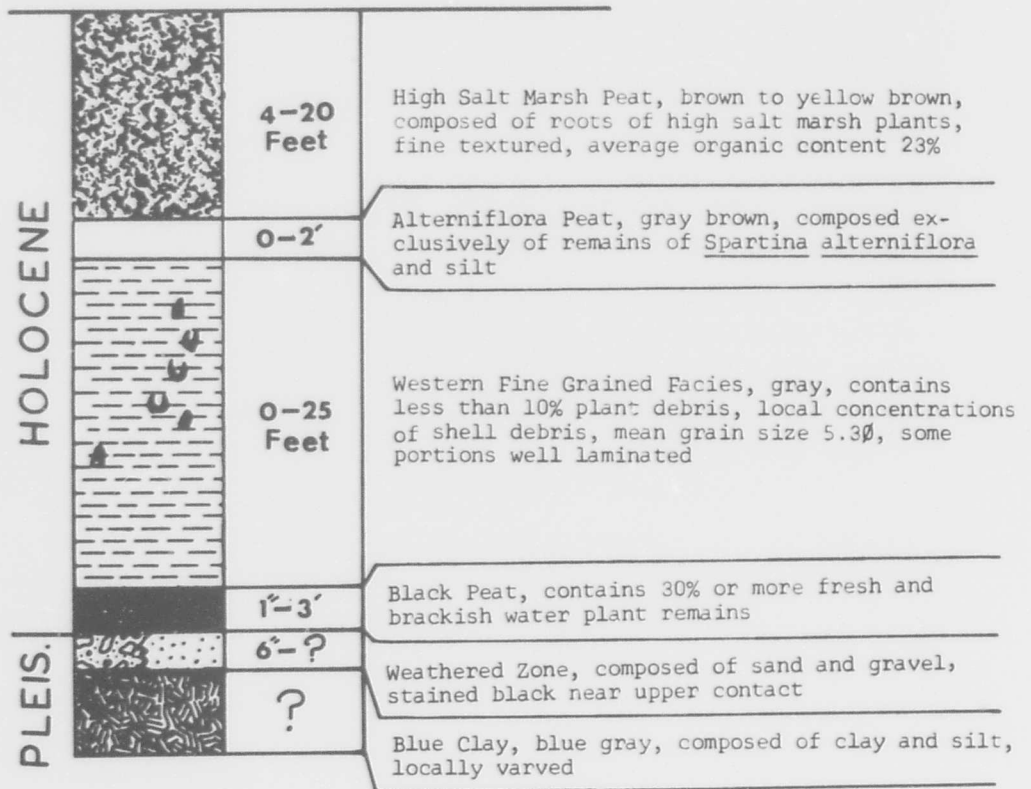 HOLOCENE
4-20
Feet
High Salt Marsh Peat, brown to yellow brown,
composed of roots of high salt marsh plants,
fine textured, average organic content 23%
0-2'
Alterniflora Peat, gray brown, composed ex-
clusively of remains of Spartina alterniflora
and silt
0-25
Feet
Western Fine Grained Facies, gray, contains
less than 10% plant debris, local concentrations
of shell debris, mean grain size 5.3Ø, some
portions well laminated
1"-3'
Black Peat, contains 30% or more fresh and
brackish water plant remains
PLEIS.
6"-?
Weathered Zone, composed of sand and gravel,
stained black near upper contact
?
Blue Clay, blue gray, composed of clay and silt,
locally varved